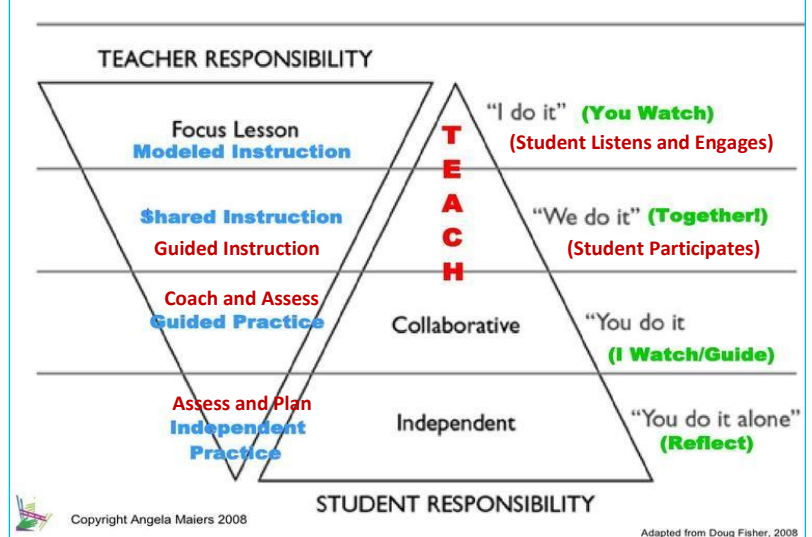 TEACHER RESPONSIBILITY
Focus Lesson
Modeled Instruction
"I do it" (You Watch)
(Student Listens and Engages)
TEACH
Shared Instruction
Guided Instruction
"We do it" (Together!)
(Student Participates)
Coach and Assess
Guided Practice
Collaborative
"You do it
(I Watch/Guide)
Assess and Plan
Independent
Practice
Independent
"You do it alone"
(Reflect)
STUDENT RESPONSIBILITY
Copyright Angela Maiers 2008
Adapted from Doug Fisher, 2008